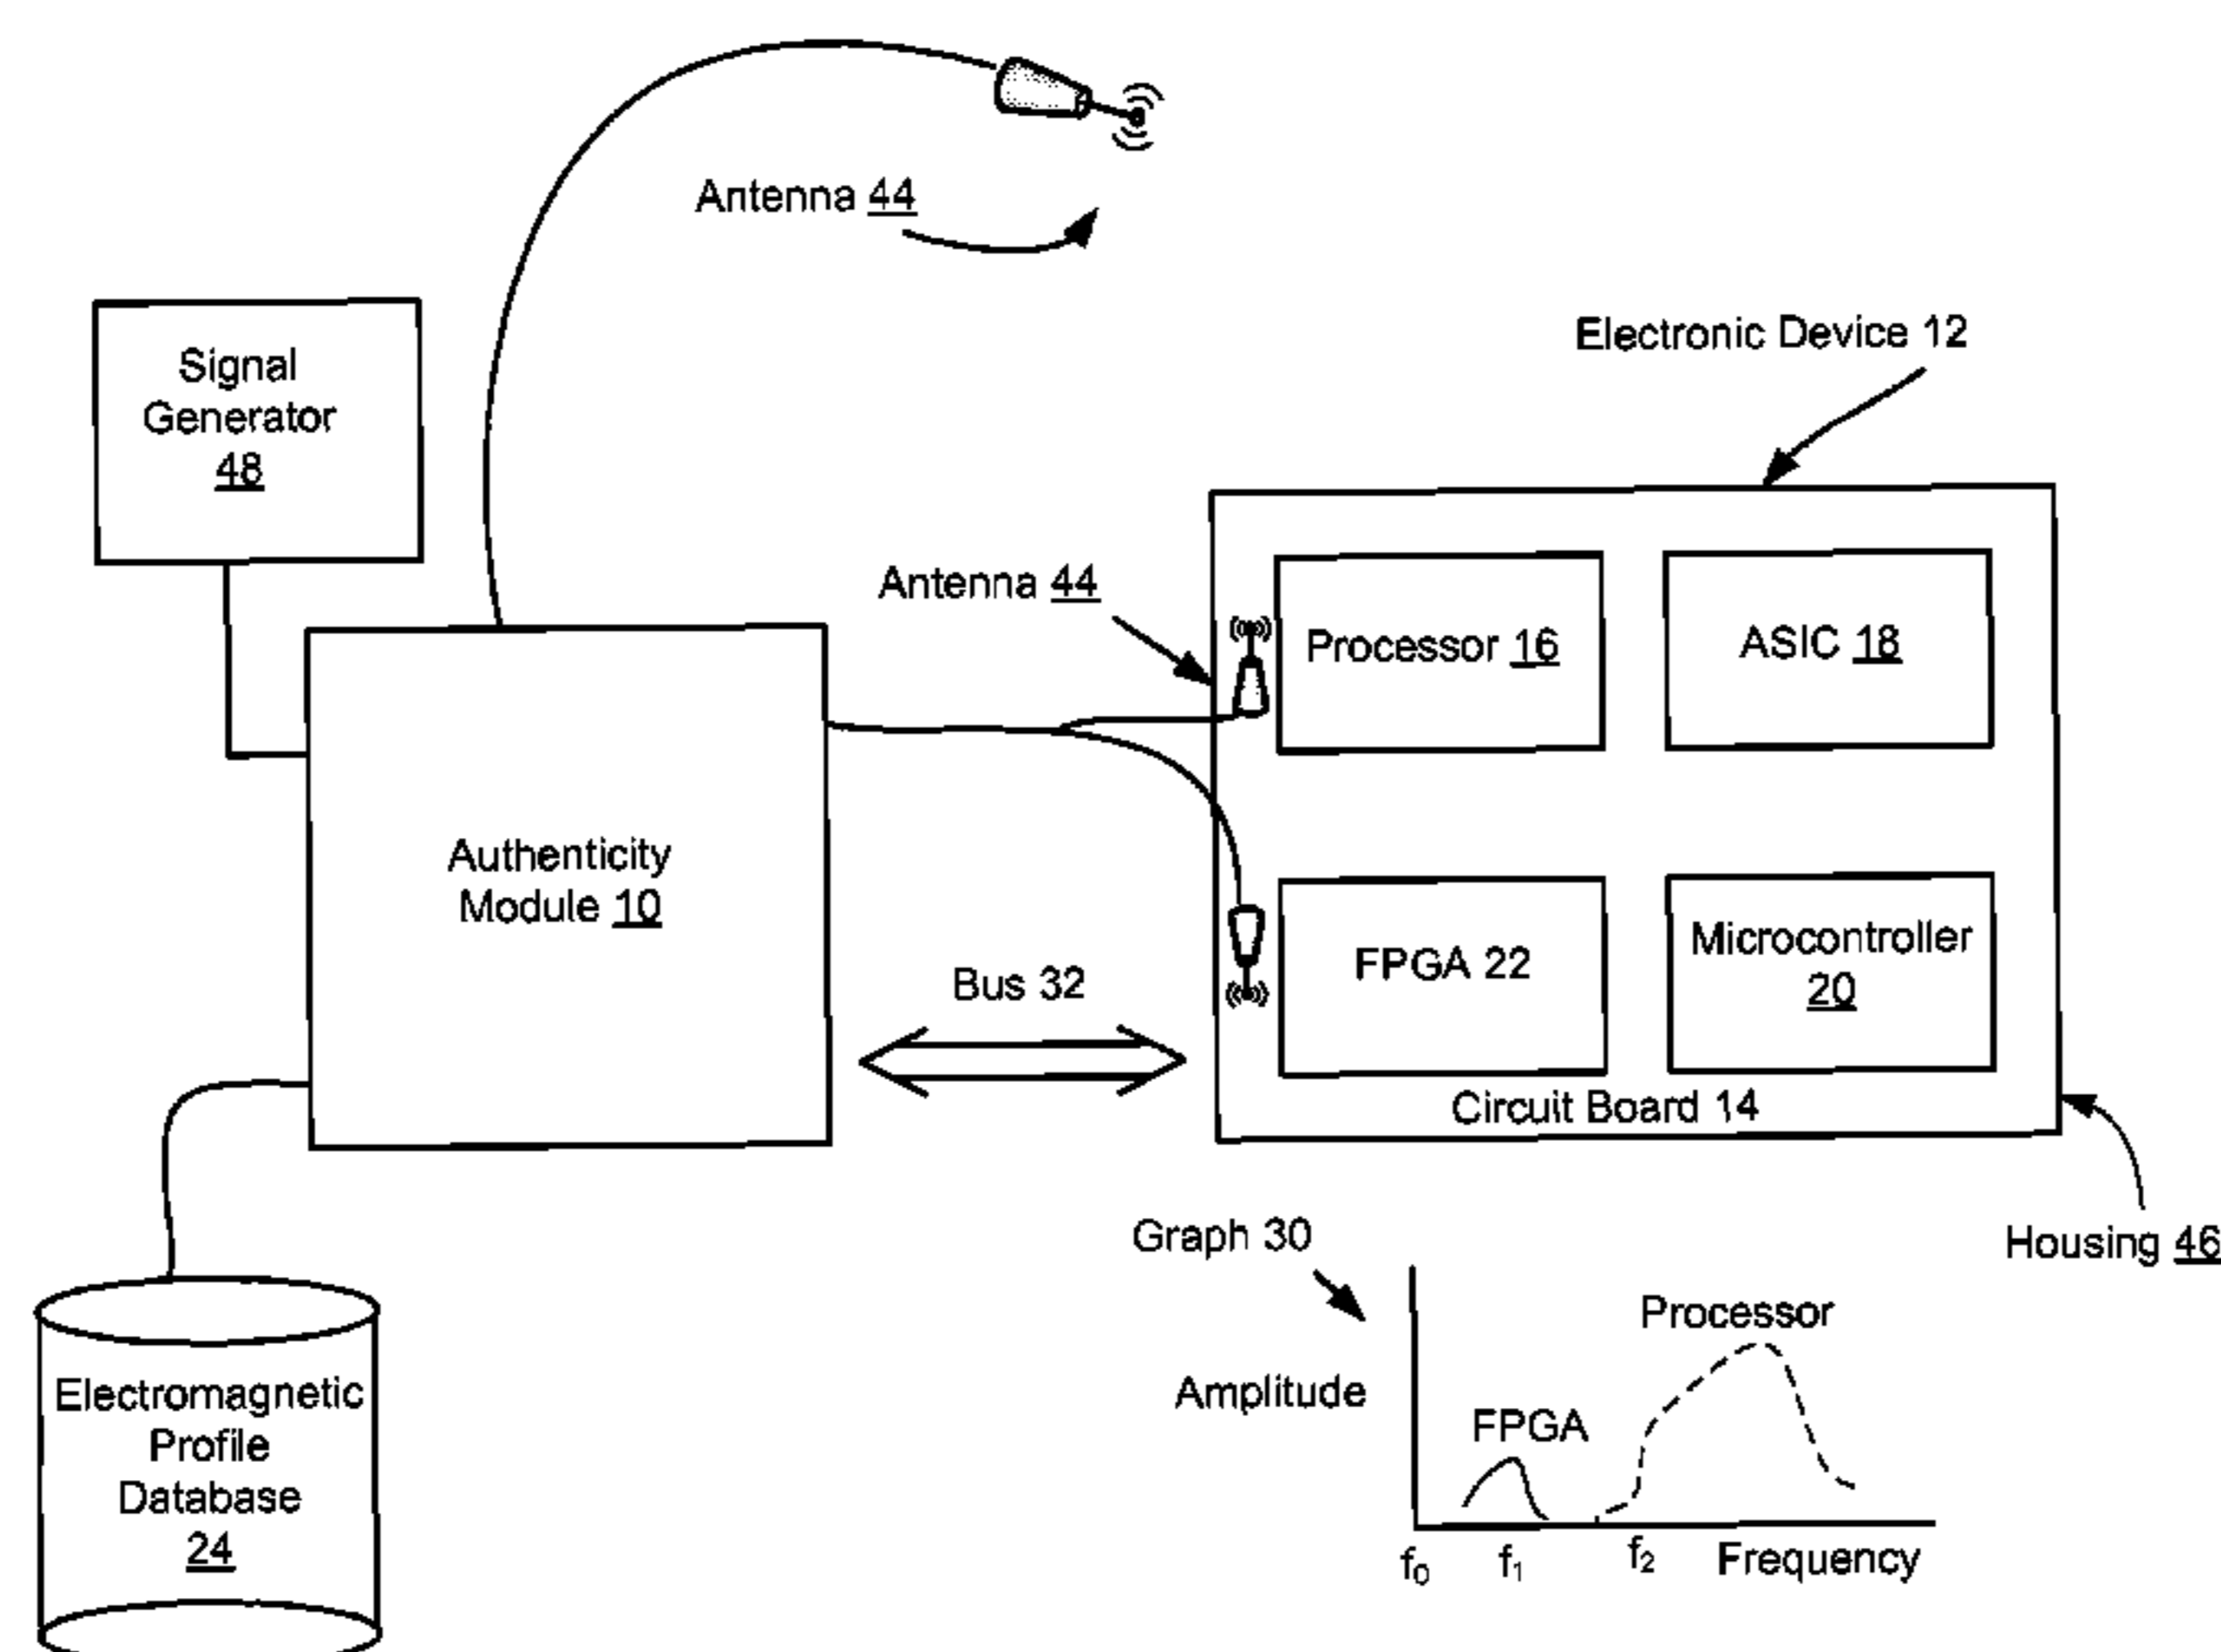 Antenna 44
Signal
Generator
48
Electronic Device 12
Antenna 44
Processor 16
ASIC 18
Authenticity
Module 10
Bus 32
FPGA 22
Microcontroller
20
Circuit Board 14
Housing 46
Graph 30
Electromagnetic
Profile
Database
24
Amplitude
Processor
FPGA
f0
f1
f2
Frequency